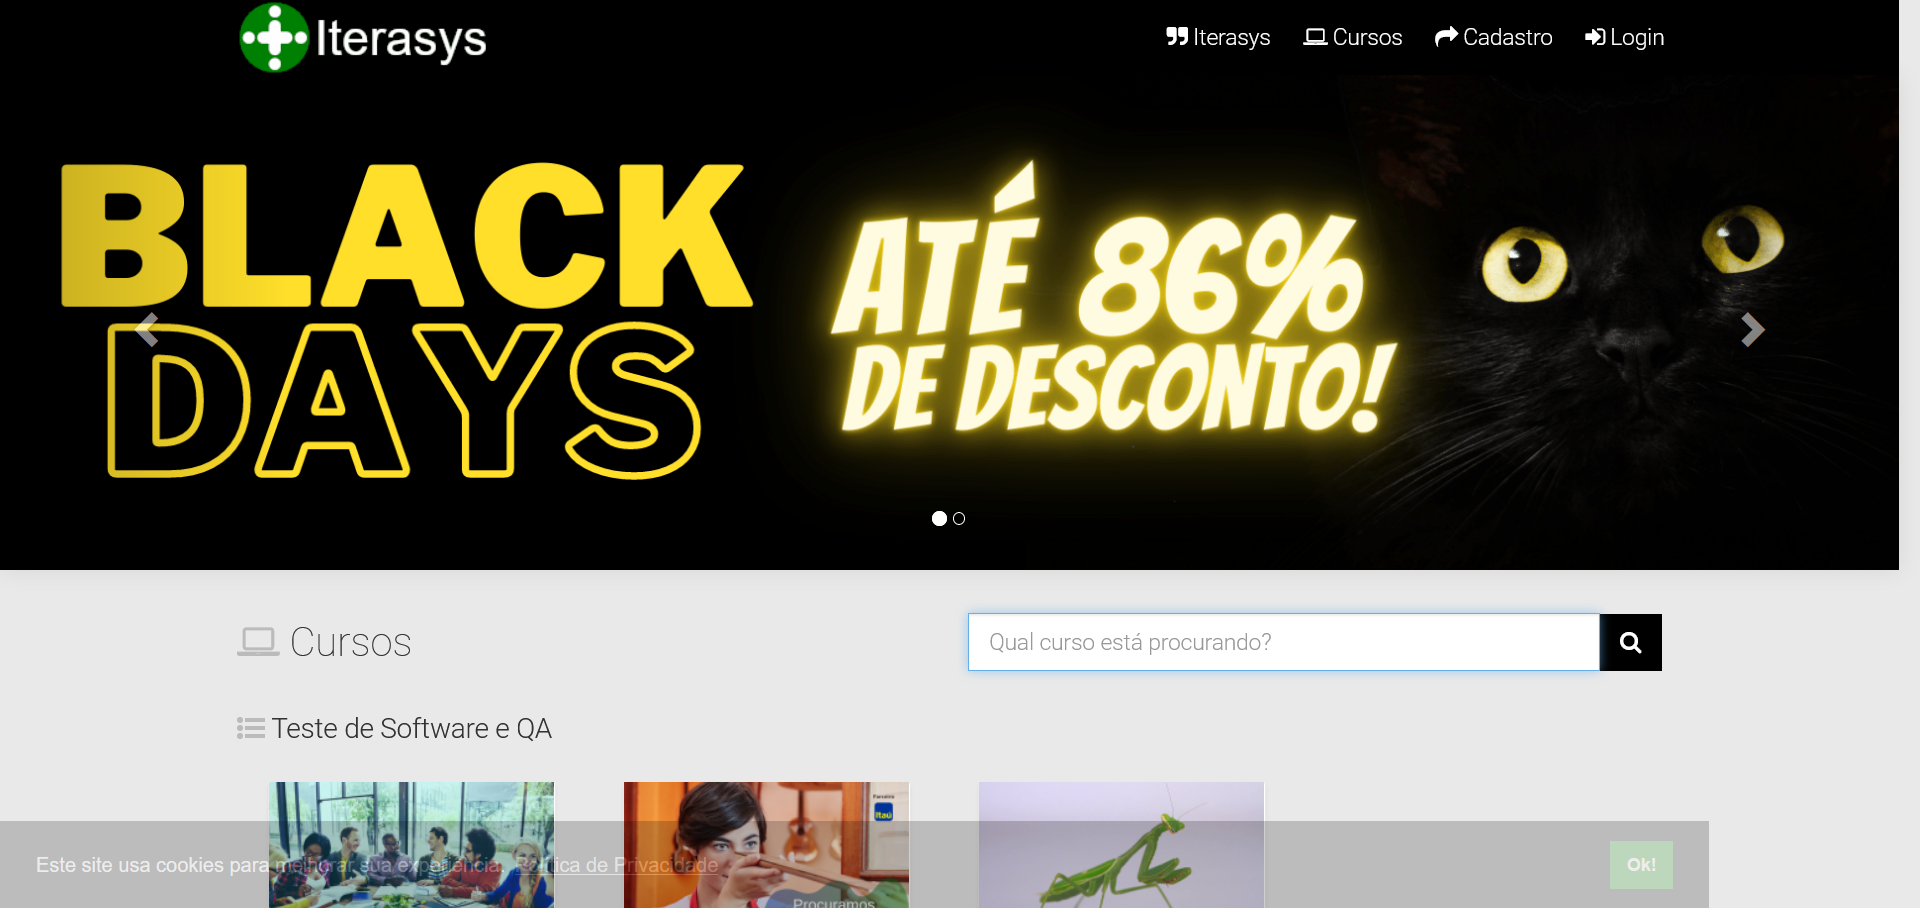 Iterasys
Iterasys
Cursos
Cadastro
Login
BLACK
DAYS
ATÉ 86%
DE DESCONTO!
Cursos
Qual curso está procurando?
Teste de Software e QA
Parceiro
Itaú
Este site usa cookies para melhorar sua experiência. Política de Privacidade
Ok!
Procuramos